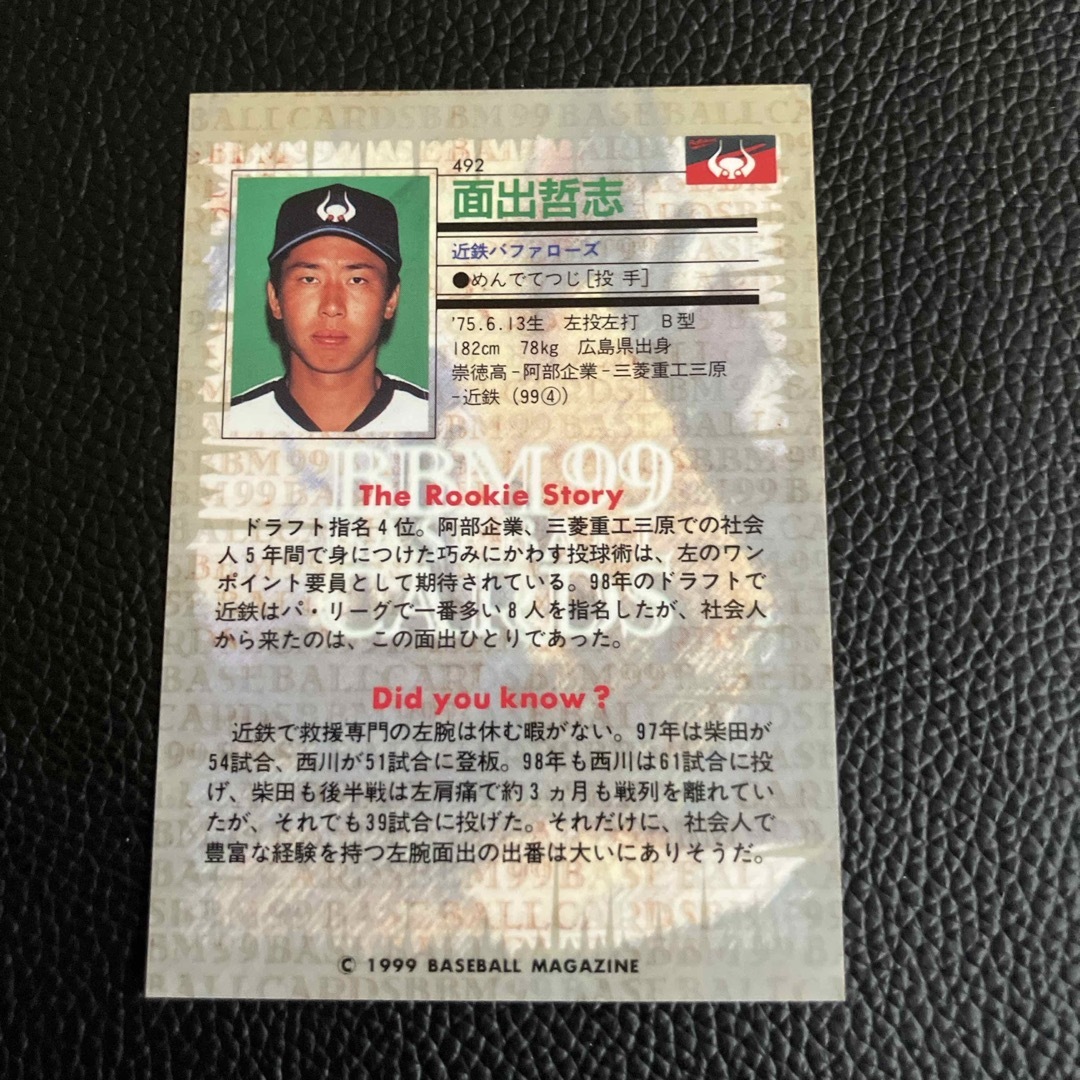 492
面出哲志
近鉄バファローズ
●めんでてつじ[投 手]
'75.6.13生 左投左打 B型
182cm 78kg 広島県出身
崇徳高-阿部企業-三菱重工三原
-近鉄(99④)
BBM 99
The Rookie Story
ドラフト指名4位。阿部企業、三菱重工三原での社会
人5年間で身につけた巧みにかわす投球術は、左のワン
ポイント要員として期待されている。98年のドラフトで
近鉄はパ・リーグで一番多い8人を指名したが、社会人
から来たのは、この面出ひとりであった。
Did you know?
近鉄で救援専門の左腕は休む暇がない。97年は柴田が
54試合、西川が51試合に登板。98年も西川は61試合に投
げ、柴田も後半戦は左肩痛で約3ヵ月も戦列を離れてい
たが、それでも39試合に投げた。それだけに、社会人で
豊富な経験を持つ左腕面出の出番は大いにありそうだ。
© 1999 BASEBALL MAGAZINE